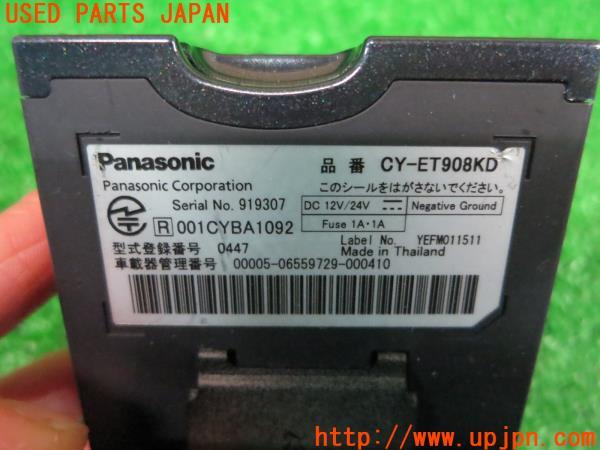 USED PARTS JAPAN
Panasonic 品番 CY-ET908KD
Panasonic Corporation このシールをはがさないでください。
Serial No. 919307 DC 12V/24V Negative Ground
R 001CYBA1092 Fuse 1A・1A
Label No. YEFM011511
型式登録番号 0447 Made in Thailand
車載器管理番号 00005-06559729-000410
UPJ http://www.upjpn.com